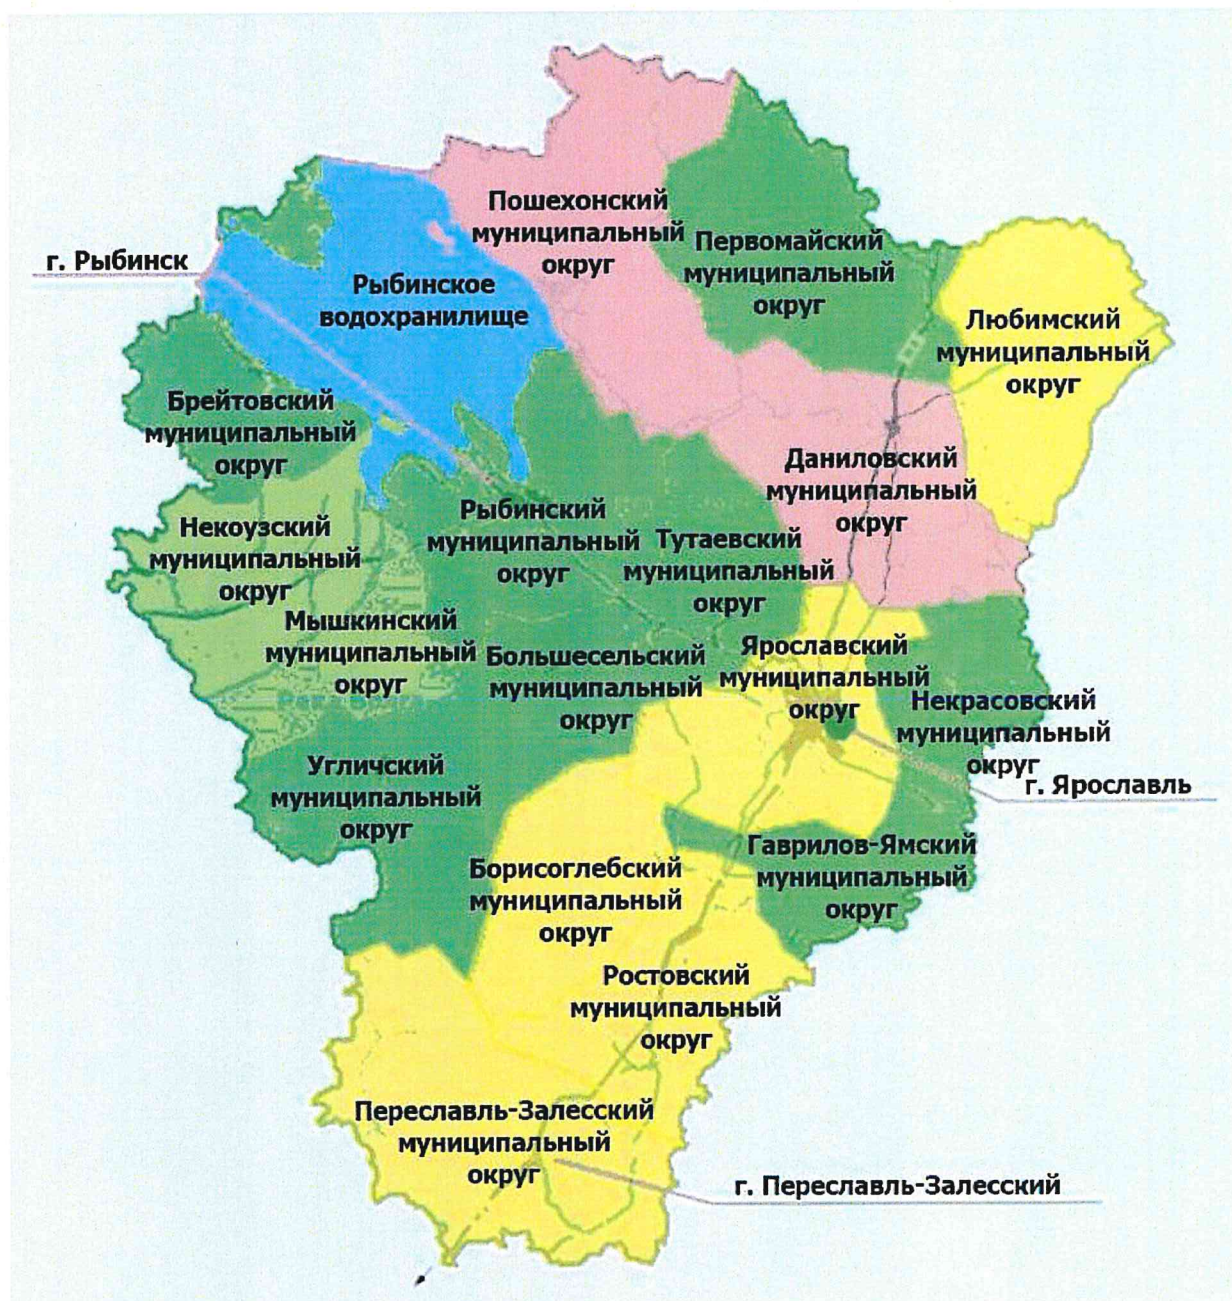 Пошехонский
муниципальный
округ
Первомайский
муниципальный
округ
г. Рыбинск
Рыбинское
водохранилище
Любимский
муниципальный
округ
Брейтовский
муниципальный
округ
Даниловский
муниципальный
округ
Некоузский
муниципальный
округ
Рыбинский
муниципальный
округ
Тутаевский
муниципальный
округ
Мышкинский
муниципальный
округ
Большесельский
муниципальный
округ
Ярославский
муниципальный
округ
Некрасовский
муниципальный
округ
г. Ярославль
Угличский
муниципальный
округ
Гаврилов-Ямский
муниципальный
округ
Борисоглебский
муниципальный
округ
Ростовский
муниципальный
округ
Переславль-Залесский
муниципальный
округ
г. Переславль-Залесский